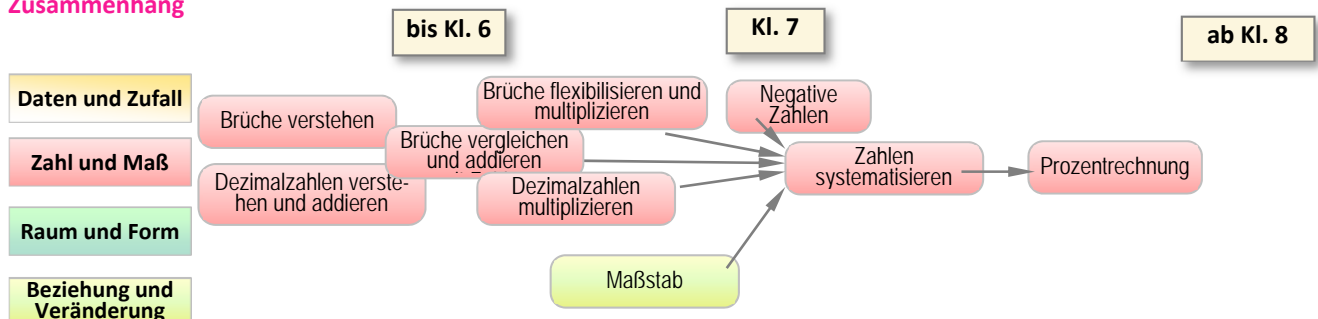 Zusammenhang
bis Kl. 6
Kl. 7
ab Kl. 8
Daten und Zufall
Zahl und Maß
Raum und Form
Beziehung und
Veränderung
Brüche verstehen
Dezimalzahlen verste-
hen und addieren
Brüche vergleichen
und addieren
Brüche flexibilisieren und
multiplizieren
Dezimalzahlen
multiplizieren
Negative
Zahlen
Zahlen
systematisieren
Prozentrechnung
Maßstab